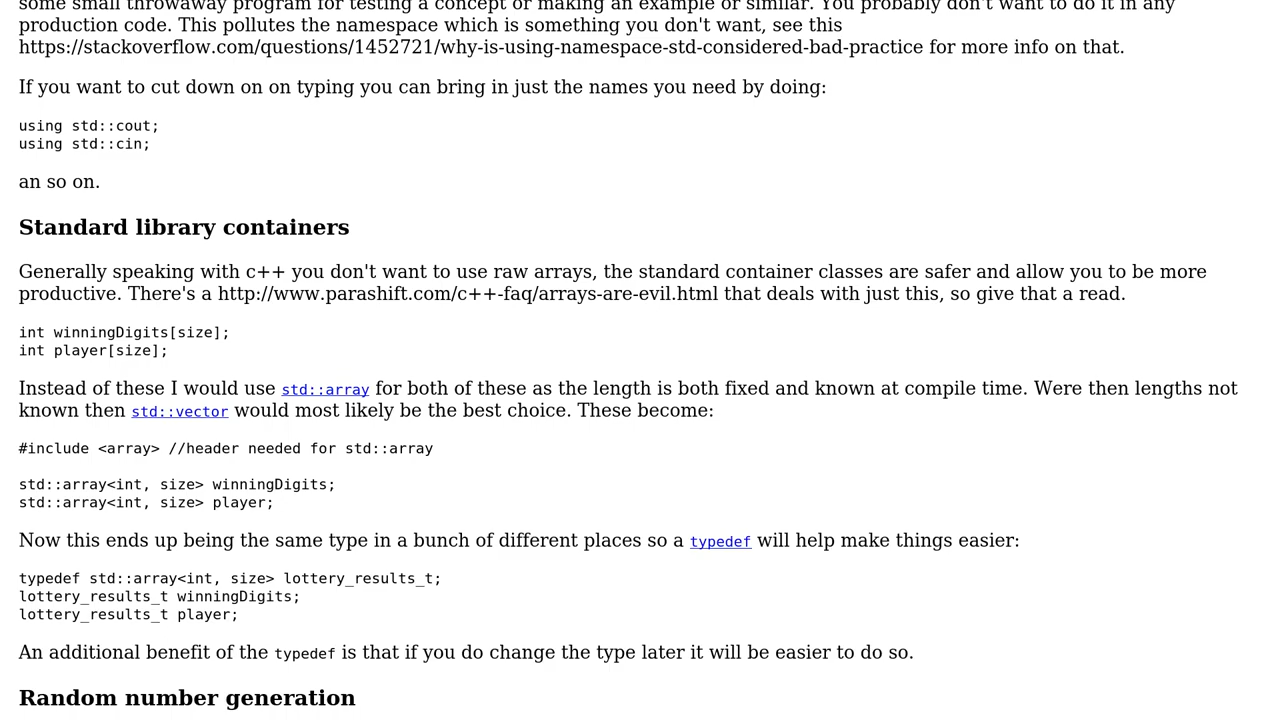 some small throwaway program for testing a concept or making an example or similar. You probably don't want to do it in any
production code. This pollutes the namespace which is something you don't want, see this
https://stackoverflow.com/questions/1452721/why-is-using-namespace-std-considered-bad-practice for more info on that.
If you want to cut down on on typing you can bring in just the names you need by doing:
using std::cout;
using std::cin;
an so on.
Standard library containers
Generally speaking with c++ you don't want to use raw arrays, the standard container classes are safer and allow you to be more
productive. There's a http://www.parashift.com/c++-faq/arrays-are-evil.html that deals with just this, so give that a read.
int winningDigits[size];
int player[size];
Instead of these I would use std::array for both of these as the length is both fixed and known at compile time. Were then lengths not
known then std::vector would most likely be the best choice. These become:
#include <array> //header needed for std::array
std::array<int, size> winningDigits;
std::array<int, size> player;
Now this ends up being the same type in a bunch of different places so a typedef will help make things easier:
typedef std::array<int, size> lottery_results_t;
lottery_results_t winningDigits;
lottery_results_t player;
An additional benefit of the typedef is that if you do change the type later it will be easier to do so.
Random number generation